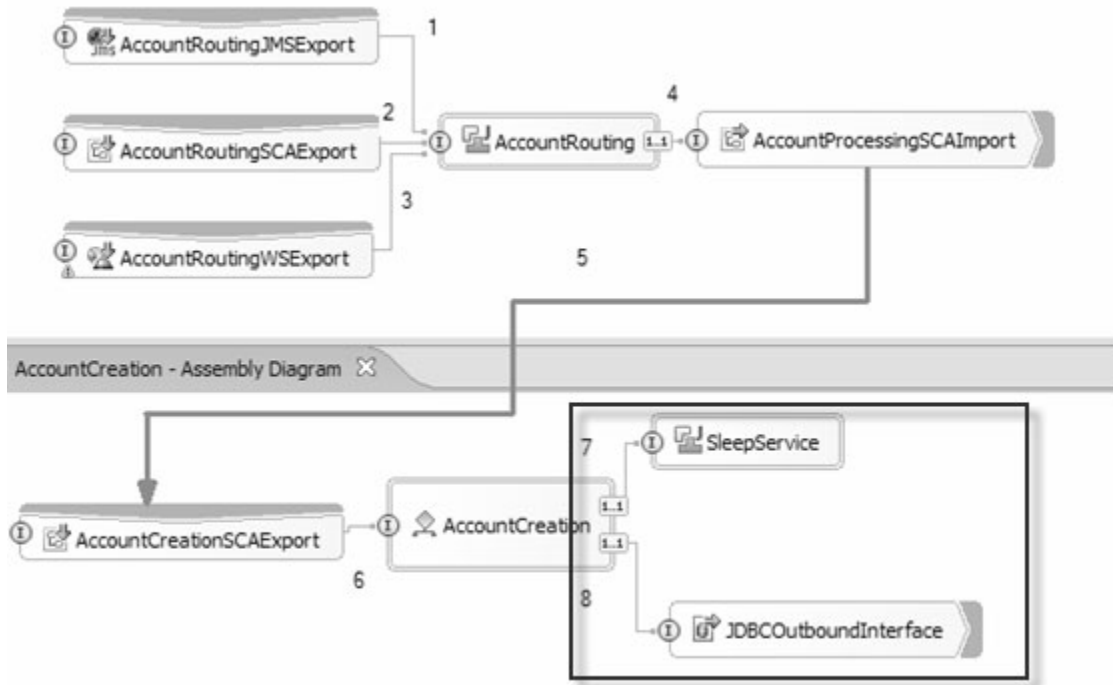 1
AccountRoutingJMSExport
Jms
2
4
AccountRouting
1..1
AccountProcessingSCAImport
AccountRoutingSCAExport
3
AccountRoutingWSExport
5
AccountCreation - Assembly Diagram
7
SleepService
1..1
AccountCreation
1..1
AccountCreationSCAExport
6
8
JDBCOutboundInterface